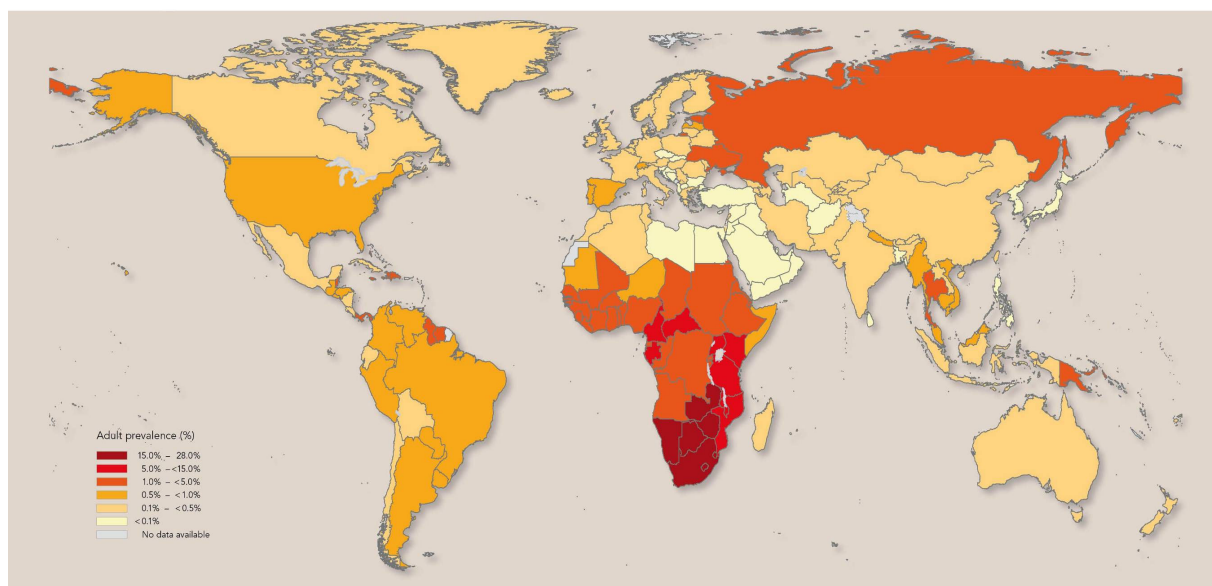 Adult prevalence (%)
15.0% – 28.0%
5.0% – <15.0%
1.0% – <5.0%
0.5% – <1.0%
0.1% – <0.5%
<0.1%
No data available